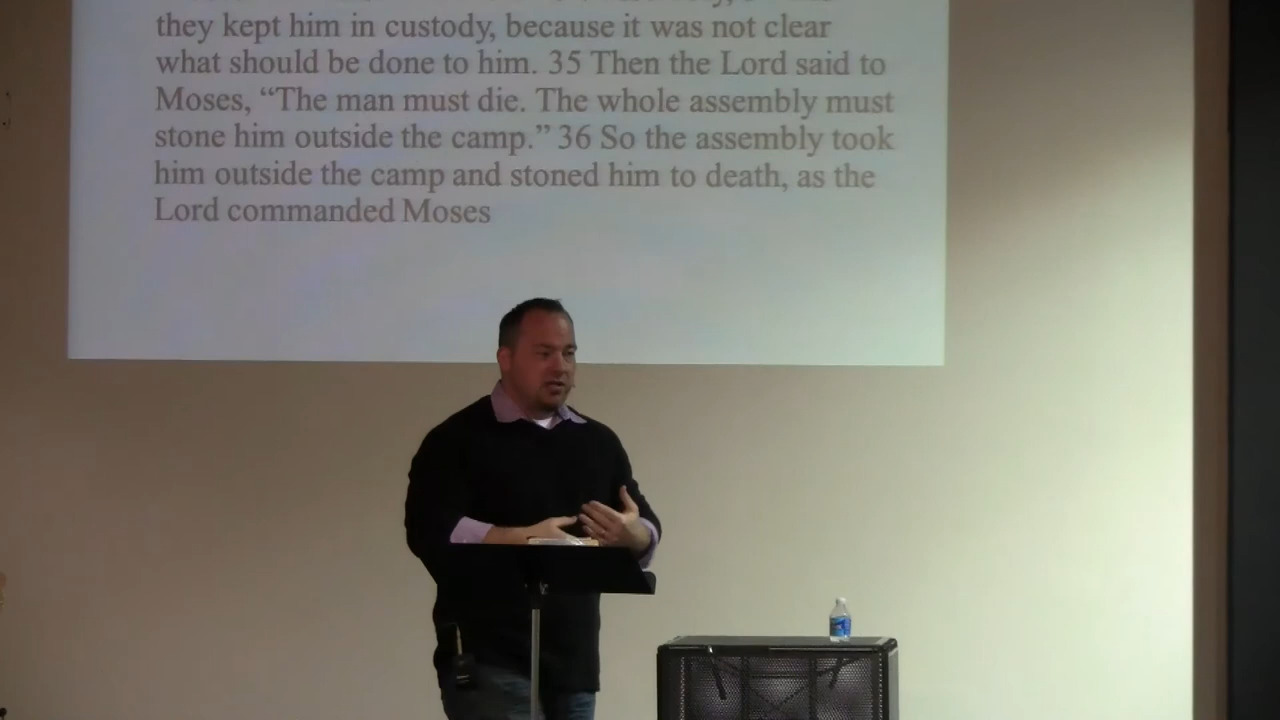 they kept him in custody, because it was not clear
what should be done to him. 35 Then the Lord said to
Moses, “The man must die. The whole assembly must
stone him outside the camp.” 36 So the assembly took
him outside the camp and stoned him to death, as the
Lord commanded Moses